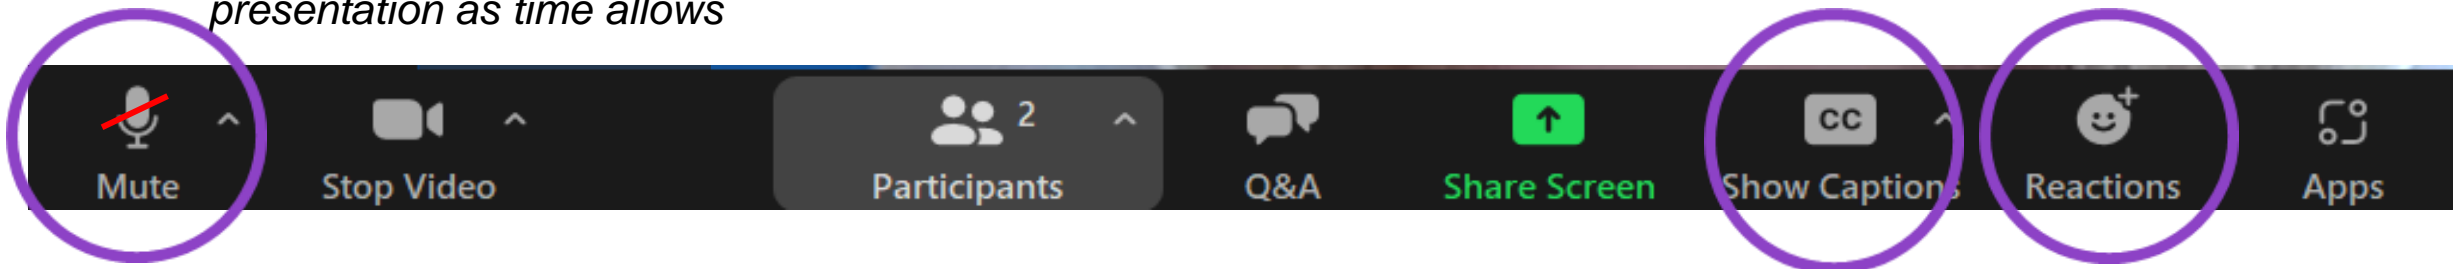 presentation as time allows
2
CC
Mute Stop Video Participants Q&A Share Screen Show Captions Reactions Apps